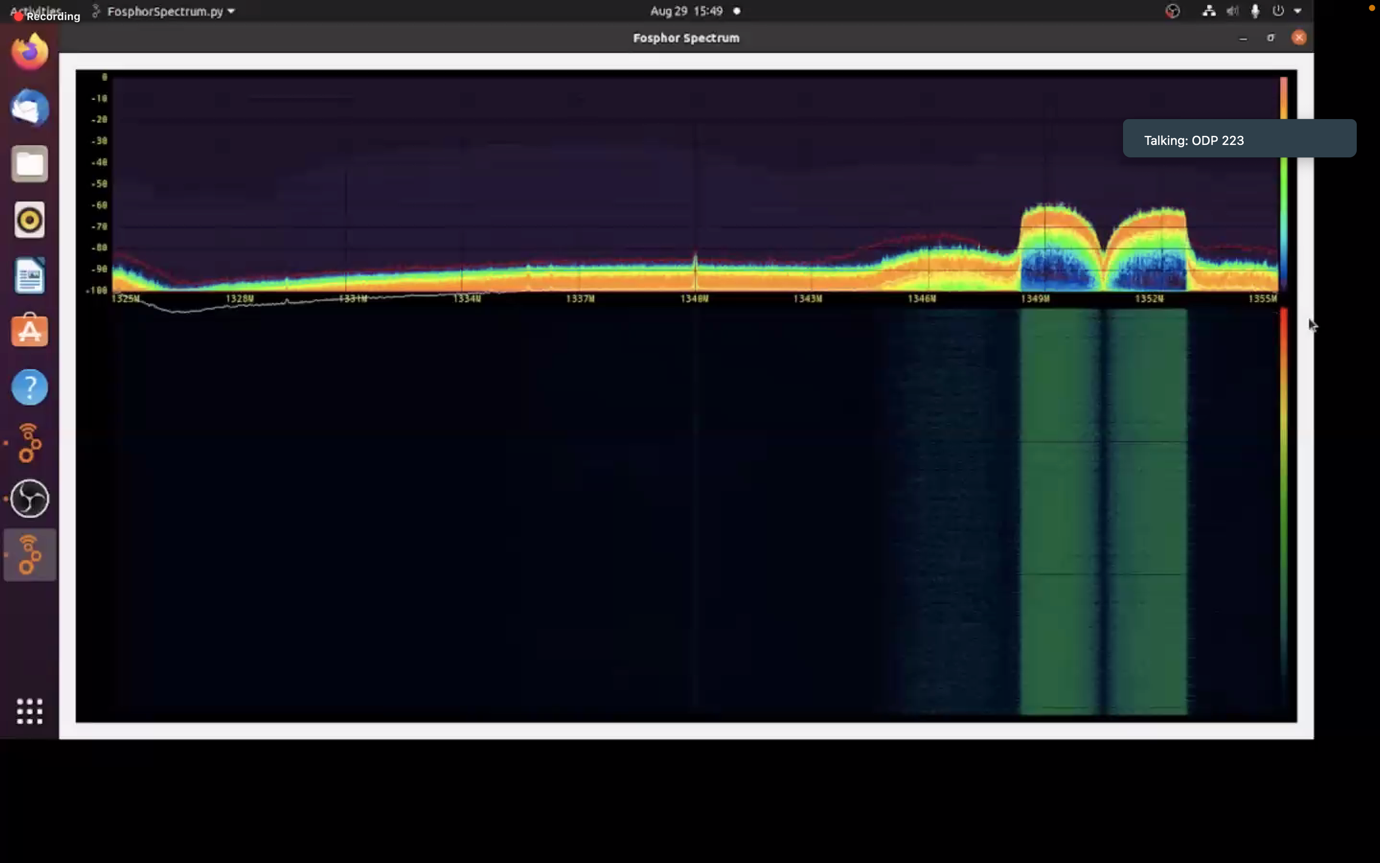 Activities
Recording
FosphorSpectrum.py
Aug 29 15:49
Fosphor Spectrum
0
-10
-20
-30
-40
-50
-60
-70
-80
-90
-100
1325M 1328M 1331M 1334M 1337M 1340M 1343M 1346M 1349M 1352M 1355M
Talking: ODP 223